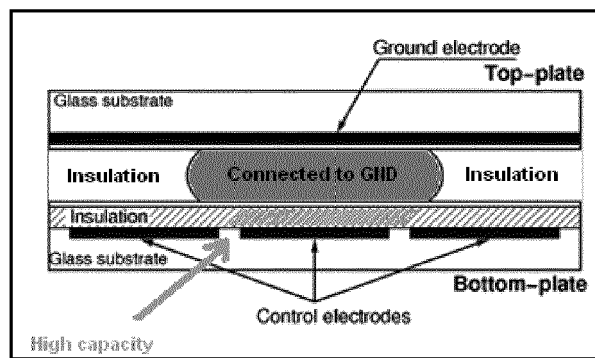 Ground electrode
Top-plate
Glass substrate
Insulation
Connected to GND
Insulation
Insulation
Glass substrate
Bottom-plate
Control electrodes
High capacity